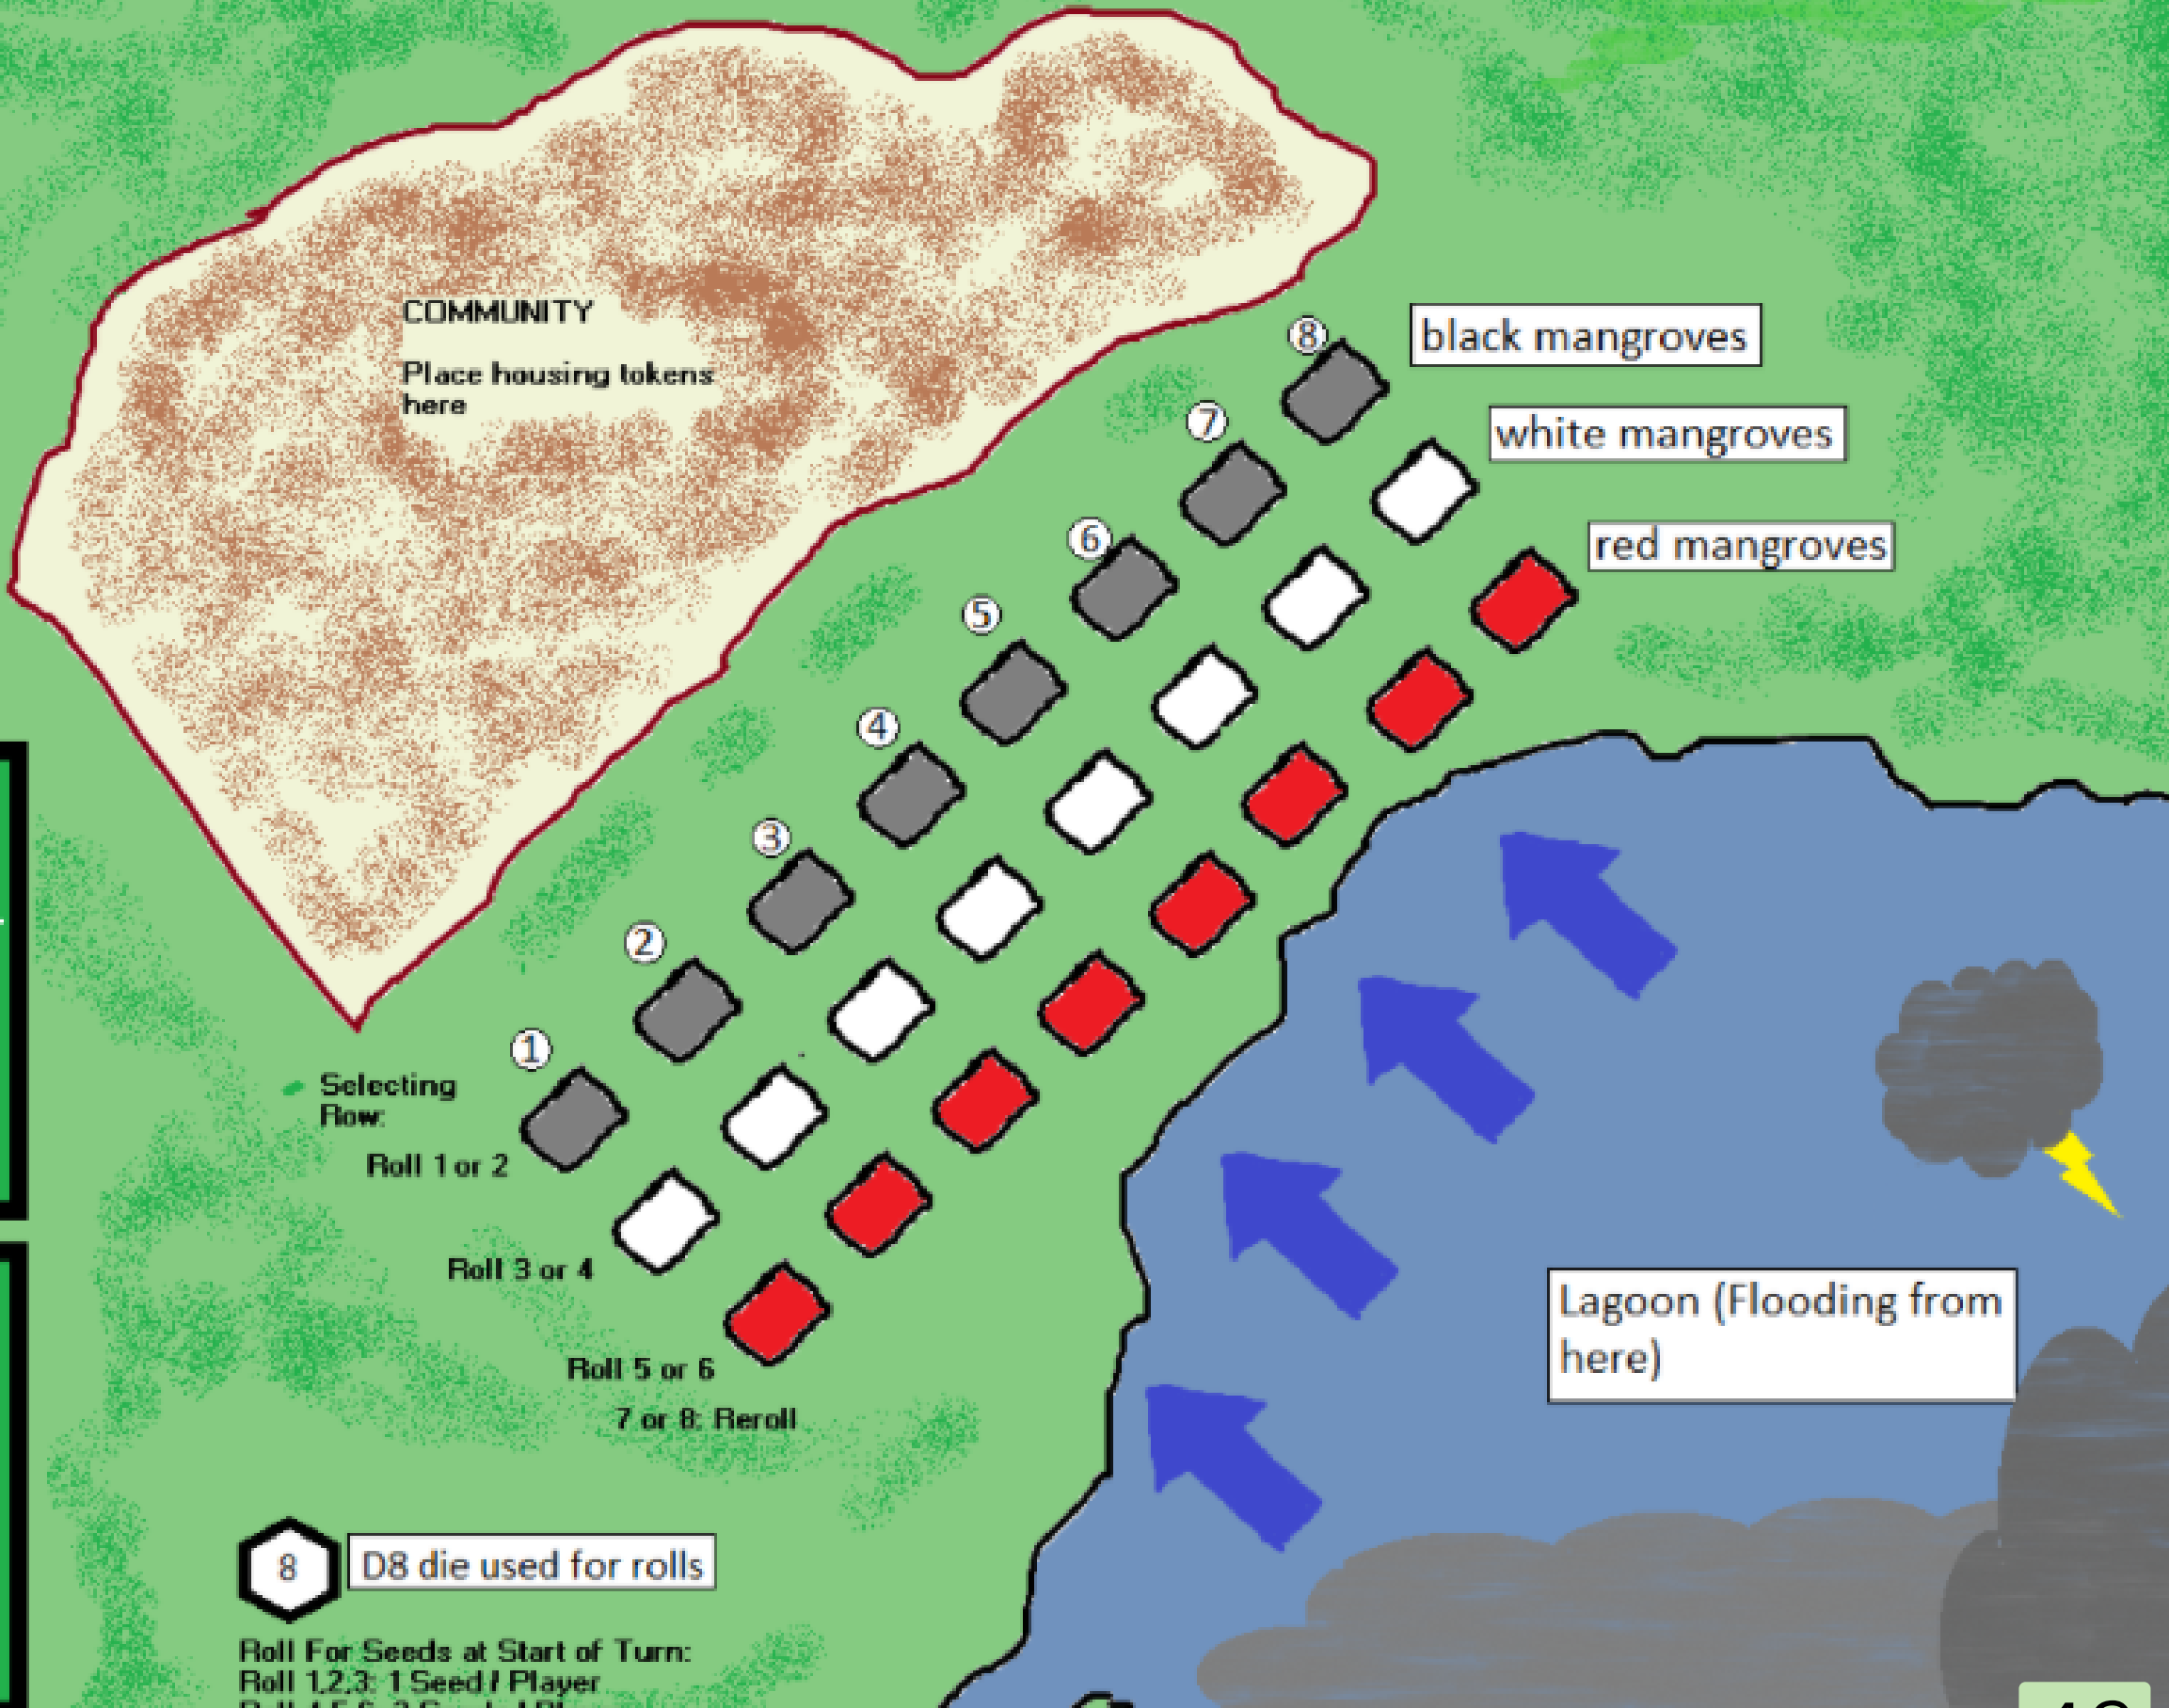 COMMUNITY
Place housing tokens
here
8
black mangroves
7
white mangroves
6
red mangroves
5
4
3
2
1
Selecting
Row:
Roll 1 or 2
Roll 3 or 4
Roll 5 or 6
7 or 8: Reroll
Lagoon (Flooding from
here)
8
D8 die used for rolls
Roll For Seeds at Start of Turn:
Roll 1,2,3: 1 Seed / Player